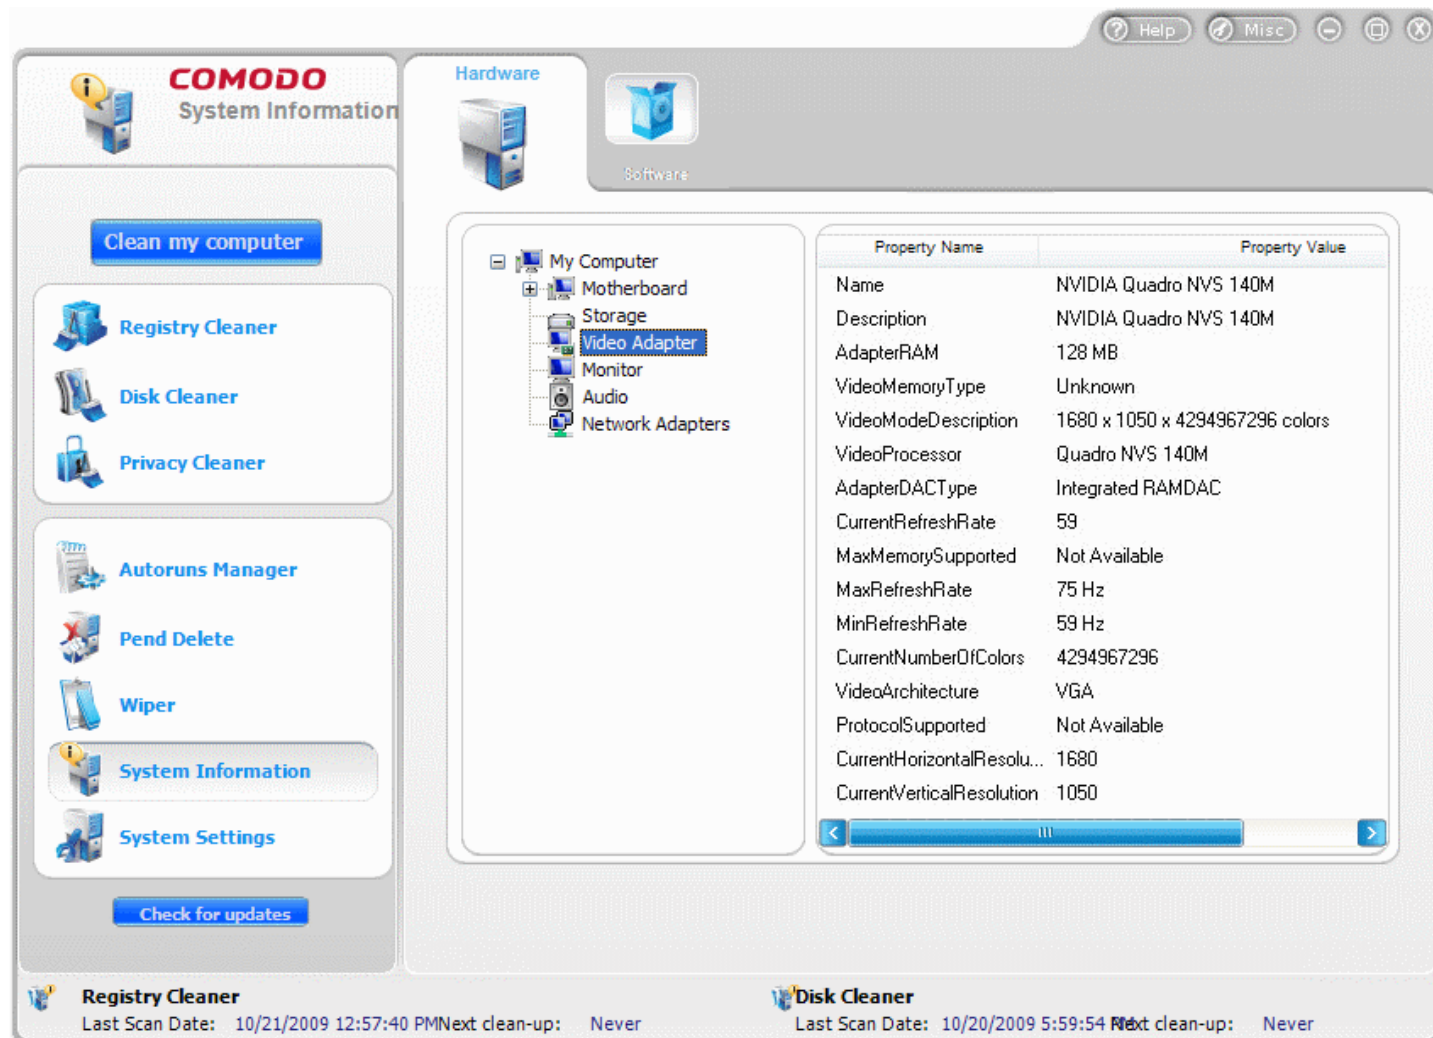 Help
Misc
COMODO
System Information
Hardware
Software
Clean my computer
Registry Cleaner
Disk Cleaner
Privacy Cleaner
Autoruns Manager
Pend Delete
Wiper
System Information
System Settings
Check for updates
My Computer
Motherboard
Storage
Video Adapter
Monitor
Audio
Network Adapters
Property Name Property Value
Name NVIDIA Quadro NVS 140M
Description NVIDIA Quadro NVS 140M
AdapterRAM 128 MB
VideoMemoryType Unknown
VideoModeDescription 1680 x 1050 x 4294967296 colors
VideoProcessor Quadro NVS 140M
AdapterDACType Integrated RAMDAC
CurrentRefreshRate 59
MaxMemorySupported Not Available
MaxRefreshRate 75 Hz
MinRefreshRate 59 Hz
CurrentNumberOfColors 4294967296
VideoArchitecture VGA
ProtocolSupported Not Available
CurrentHorizontalResolu... 1680
CurrentVerticalResolution 1050
Registry Cleaner
Last Scan Date: 10/21/2009 12:57:40 PM Next clean-up: Never
Disk Cleaner
Last Scan Date: 10/20/2009 5:59:54 Next clean-up: Never